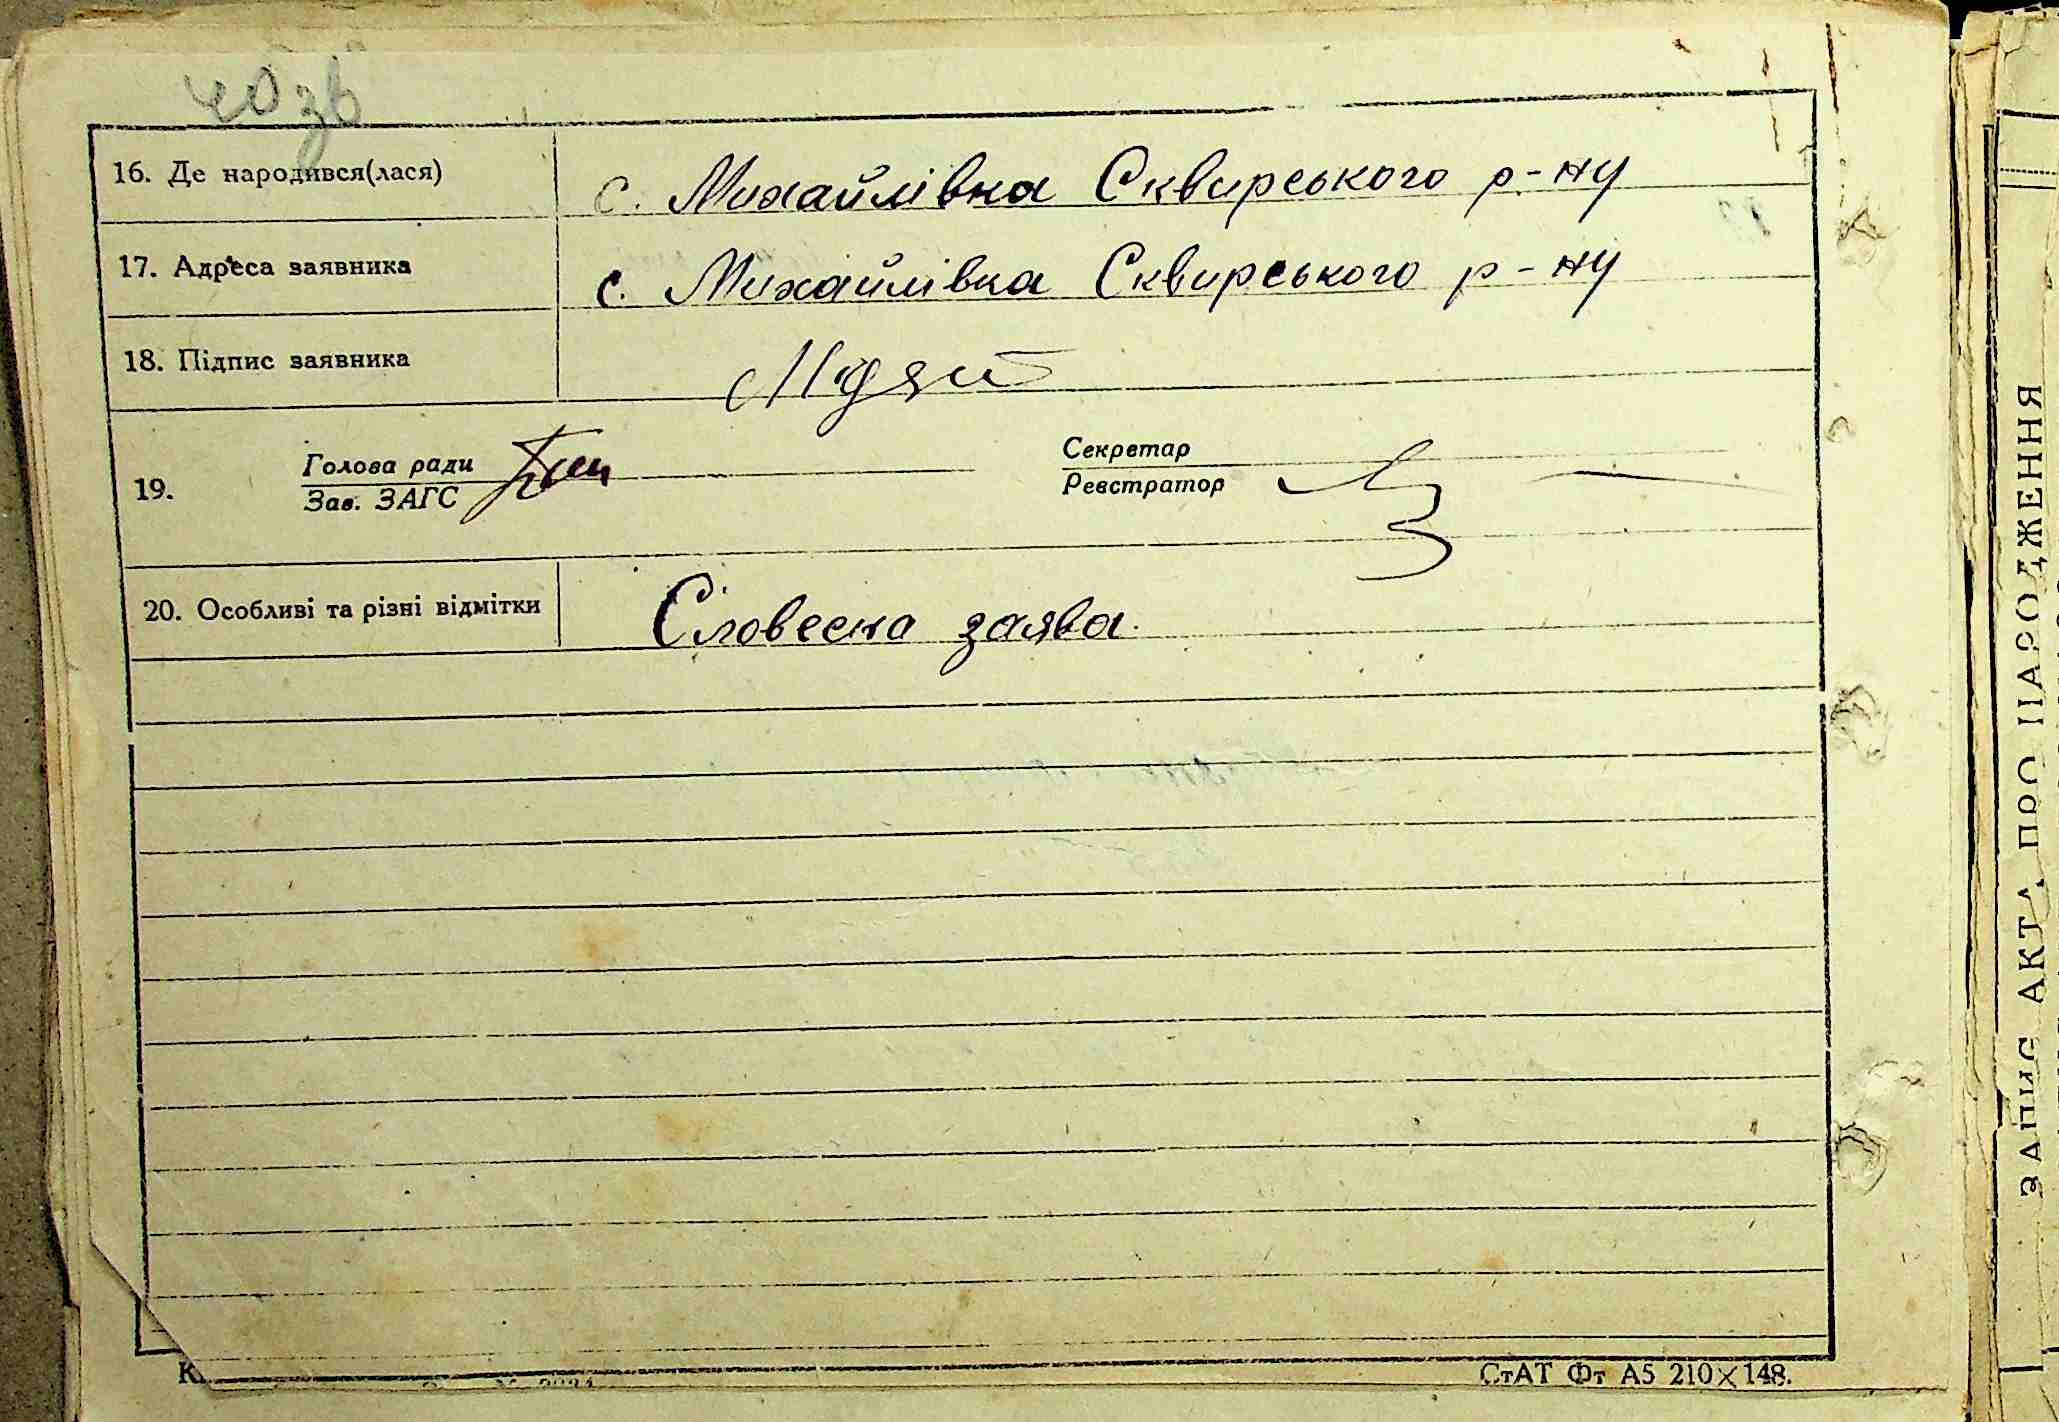 16. Де народився(лася) с. Михайлівка Сквирського р-ну
17. Адреса заявника с. Михайлівка Сквирського р-ну
18. Підпис заявника
Голова ради Секретар
19.
Зав. ЗАГС Реєстратор
20. Особливі та різні відмітки Словесна заява.
СтАТ Фт А5 210×148.
ЗАПИС АКТА ПРО НАРОДЖЕННЯ